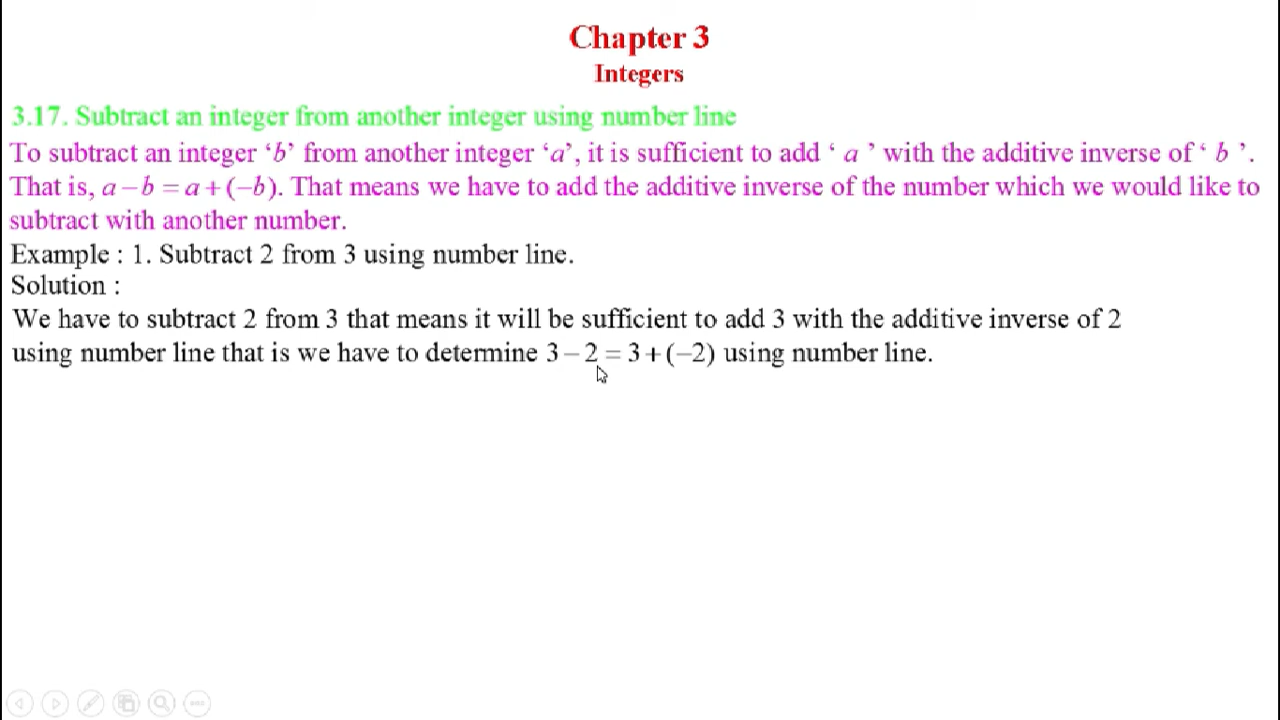 Chapter 3
Integers
3.17. Subtract an integer from another integer using number line
To subtract an integer ‘b’ from another integer ‘a’, it is sufficient to add ‘ a ’ with the additive inverse of ‘ b ’.
That is, a – b = a + (–b). That means we have to add the additive inverse of the number which we would like to
subtract with another number.
Example : 1. Subtract 2 from 3 using number line.
Solution :
We have to subtract 2 from 3 that means it will be sufficient to add 3 with the additive inverse of 2
using number line that is we have to determine 3 – 2 = 3 + (–2) using number line.